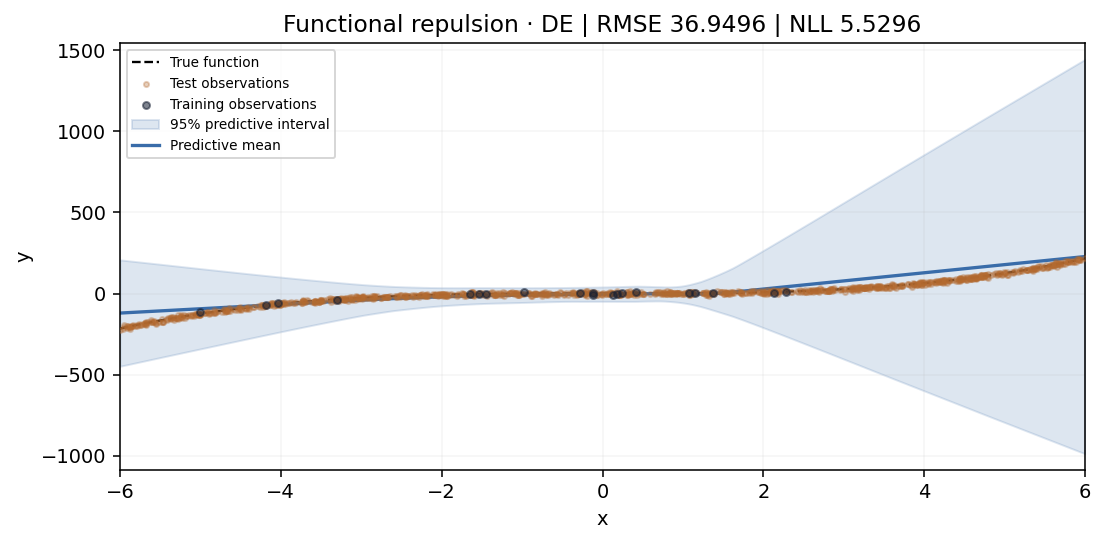 Functional repulsion · DE | RMSE 36.9496 | NLL 5.5296
True function
Test observations
Training observations
95% predictive interval
Predictive mean
1500
1000
500
0
−500
−1000
y
−6
−4
−2
0
2
4
6
x